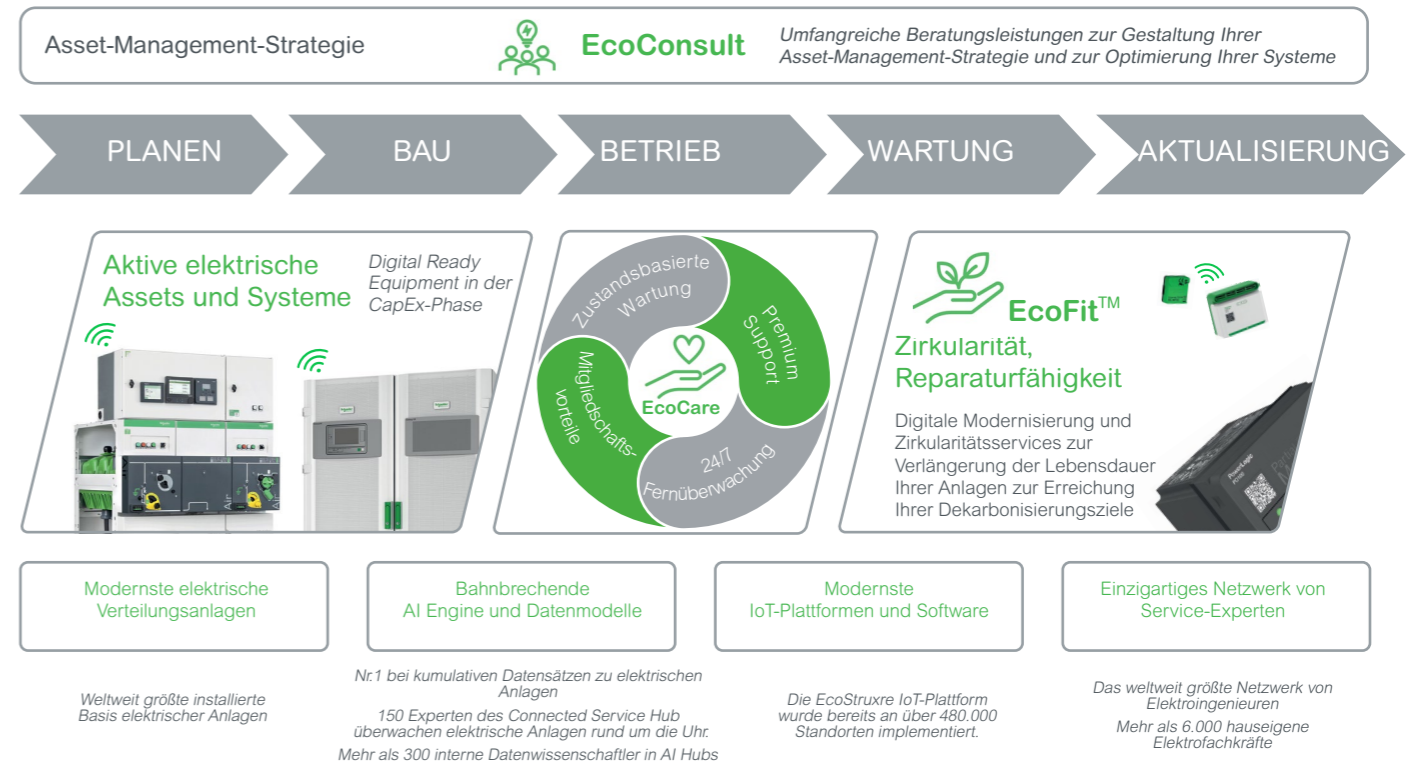 Asset-Management-Strategie
EcoConsult
Umfangreiche Beratungsleistungen zur Gestaltung Ihrer
Asset-Management-Strategie und zur Optimierung Ihrer Systeme
PLANEN
BAU
BETRIEB
WARTUNG
AKTUALISIERUNG
Aktive elektrische
Assets und Systeme
Digital Ready
Equipment in der
CapEx-Phase
Zustandsbasierte
Wartung
Premium
Support
Mitgliedschafts-
vorteile
EcoCare
24/7
Fernüberwachung
EcoFit™
Zirkularität,
Reparaturfähigkeit
Digitale Modernisierung und
Zirkularitätsservices zur
Verlängerung der Lebensdauer
Ihrer Anlagen zur Erreichung
Ihrer Dekarbonisierungsziele
PowerLogic
Modernste elektrische
Verteilungsanlagen
Bahnbrechende
AI Engine und Datenmodelle
Modernste
IoT-Plattformen und Software
Einzigartiges Netzwerk von
Service-Experten
Weltweit größte installierte
Basis elektrischer Anlagen
Nr.1 bei kumulativen Datensätzen zu elektrischen
Anlagen
150 Experten des Connected Service Hub
überwachen elektrische Anlagen rund um die Uhr.
Mehr als 300 interne Datenwissenschaftler in AI Hubs
Die EcoStruxre IoT-Plattform
wurde bereits an über 480.000
Standorten implementiert.
Das weltweit größte Netzwerk von
Elektroingenieuren
Mehr als 6.000 hauseigene
Elektrofachkräfte